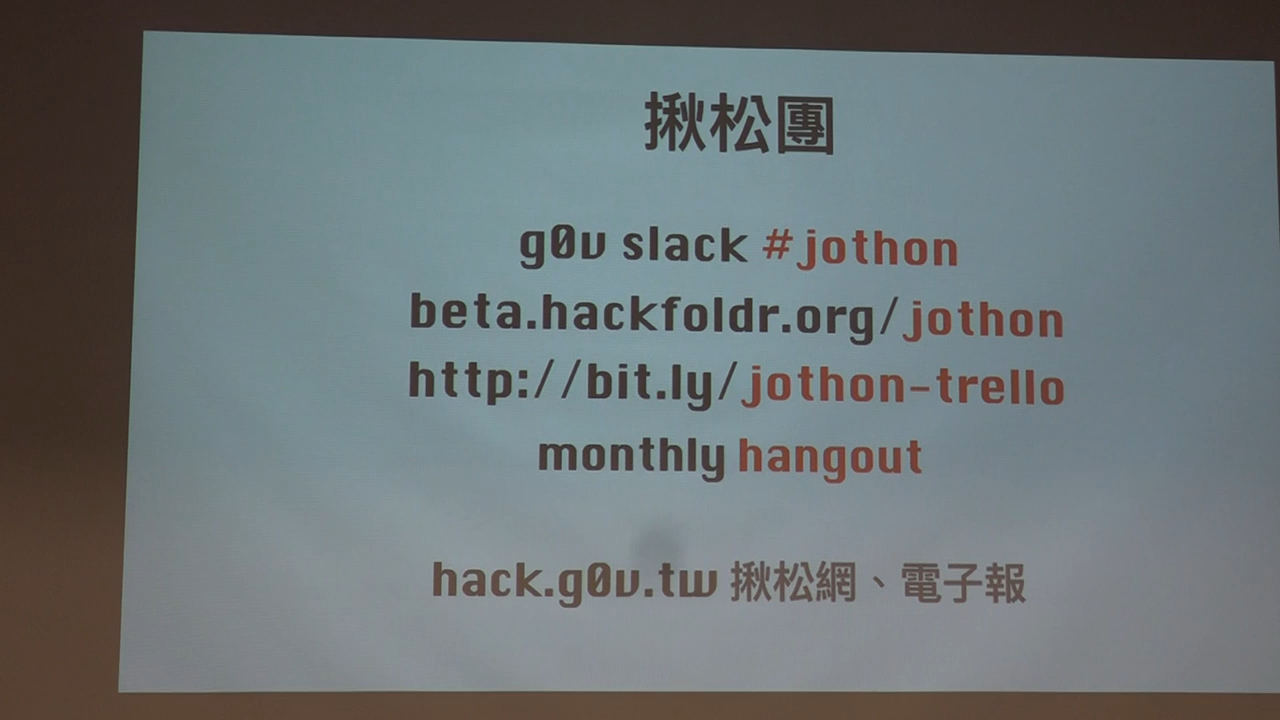 揪松團
g0v slack #jothon
beta.hackfoldr.org/jothon
http://bit.ly/jothon-trello
monthly hangout
hack.g0v.tw 揪松網、電子報